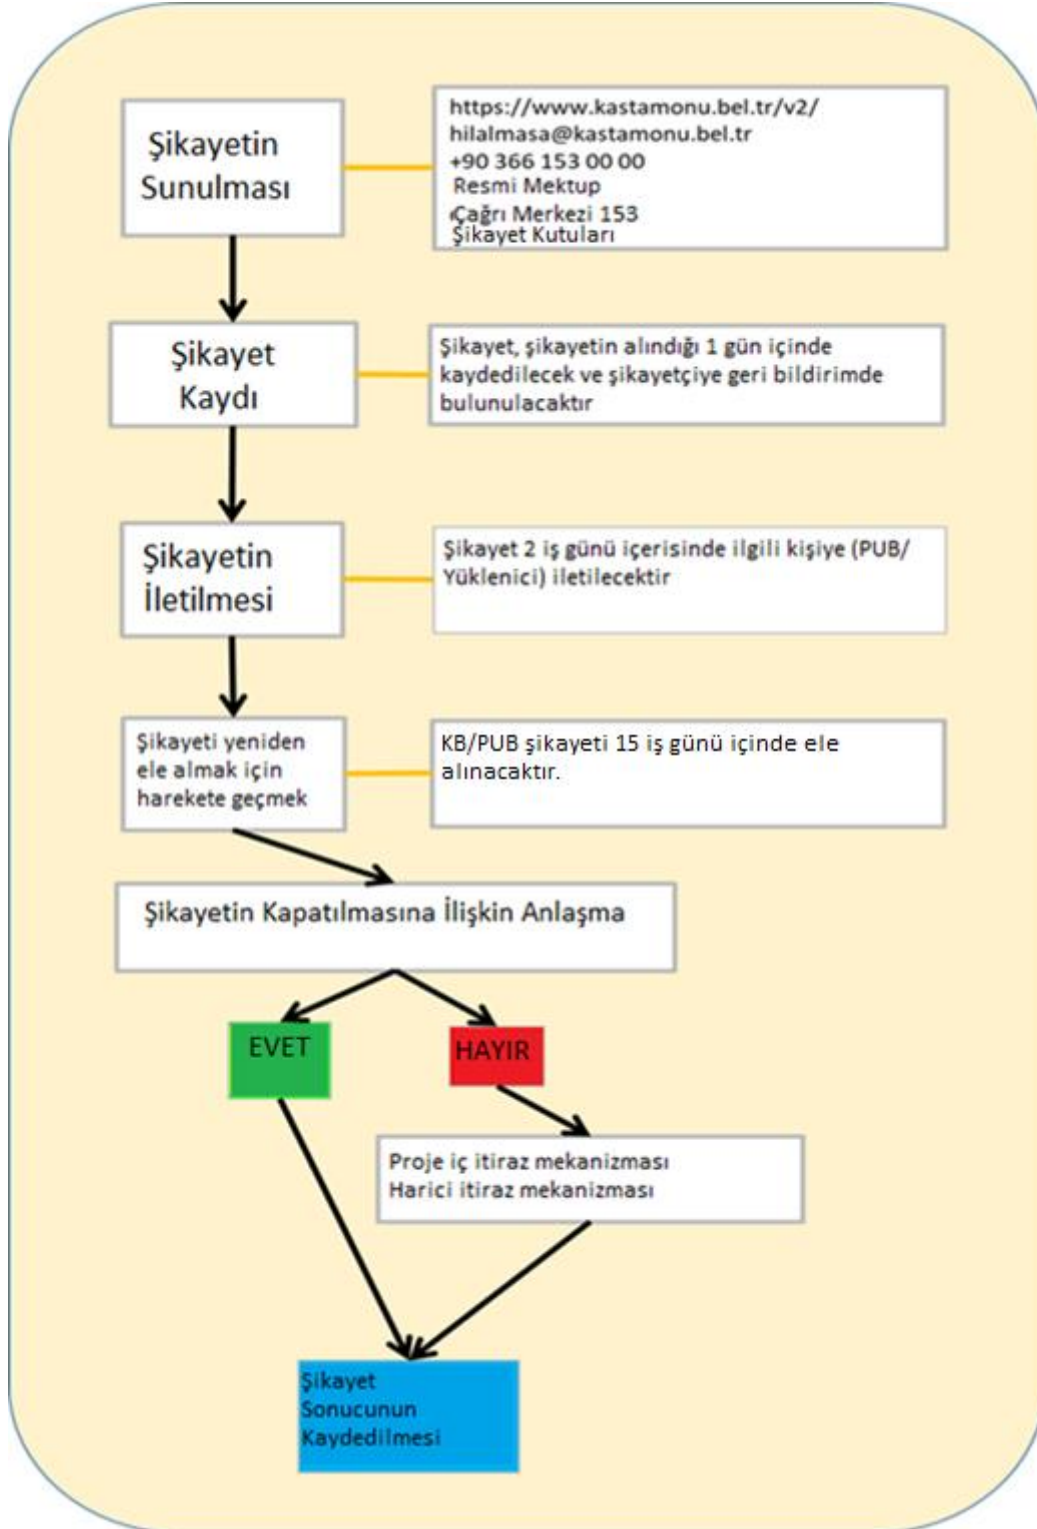 Şikayetin
Sunulması
https://www.kastamonu.bel.tr/v2/
hilalmasa@kastamonu.bel.tr
+90 366 153 00 00
Resmi Mektup
Çağrı Merkezi 153
Şikayet Kutuları
Şikayet
Kaydı
Şikayet, şikayetin alındığı 1 gün içinde
kaydedilecek ve şikayetçiye geri bildirimde
bulunulacaktır
Şikayetin
İletilmesi
Şikayet 2 iş günü içerisinde ilgili kişiye (PUB/
Yüklenici) iletilecektir
Şikayeti yeniden
ele almak için
harekete geçmek
KB/PUB şikayeti 15 iş günü içinde ele
alınacaktır.
Şikayetin Kapatılmasına İlişkin Anlaşma
EVET
HAYIR
Proje iç itiraz mekanizması
Harici itiraz mekanizması
Şikayet
Sonucunun
Kaydedilmesi